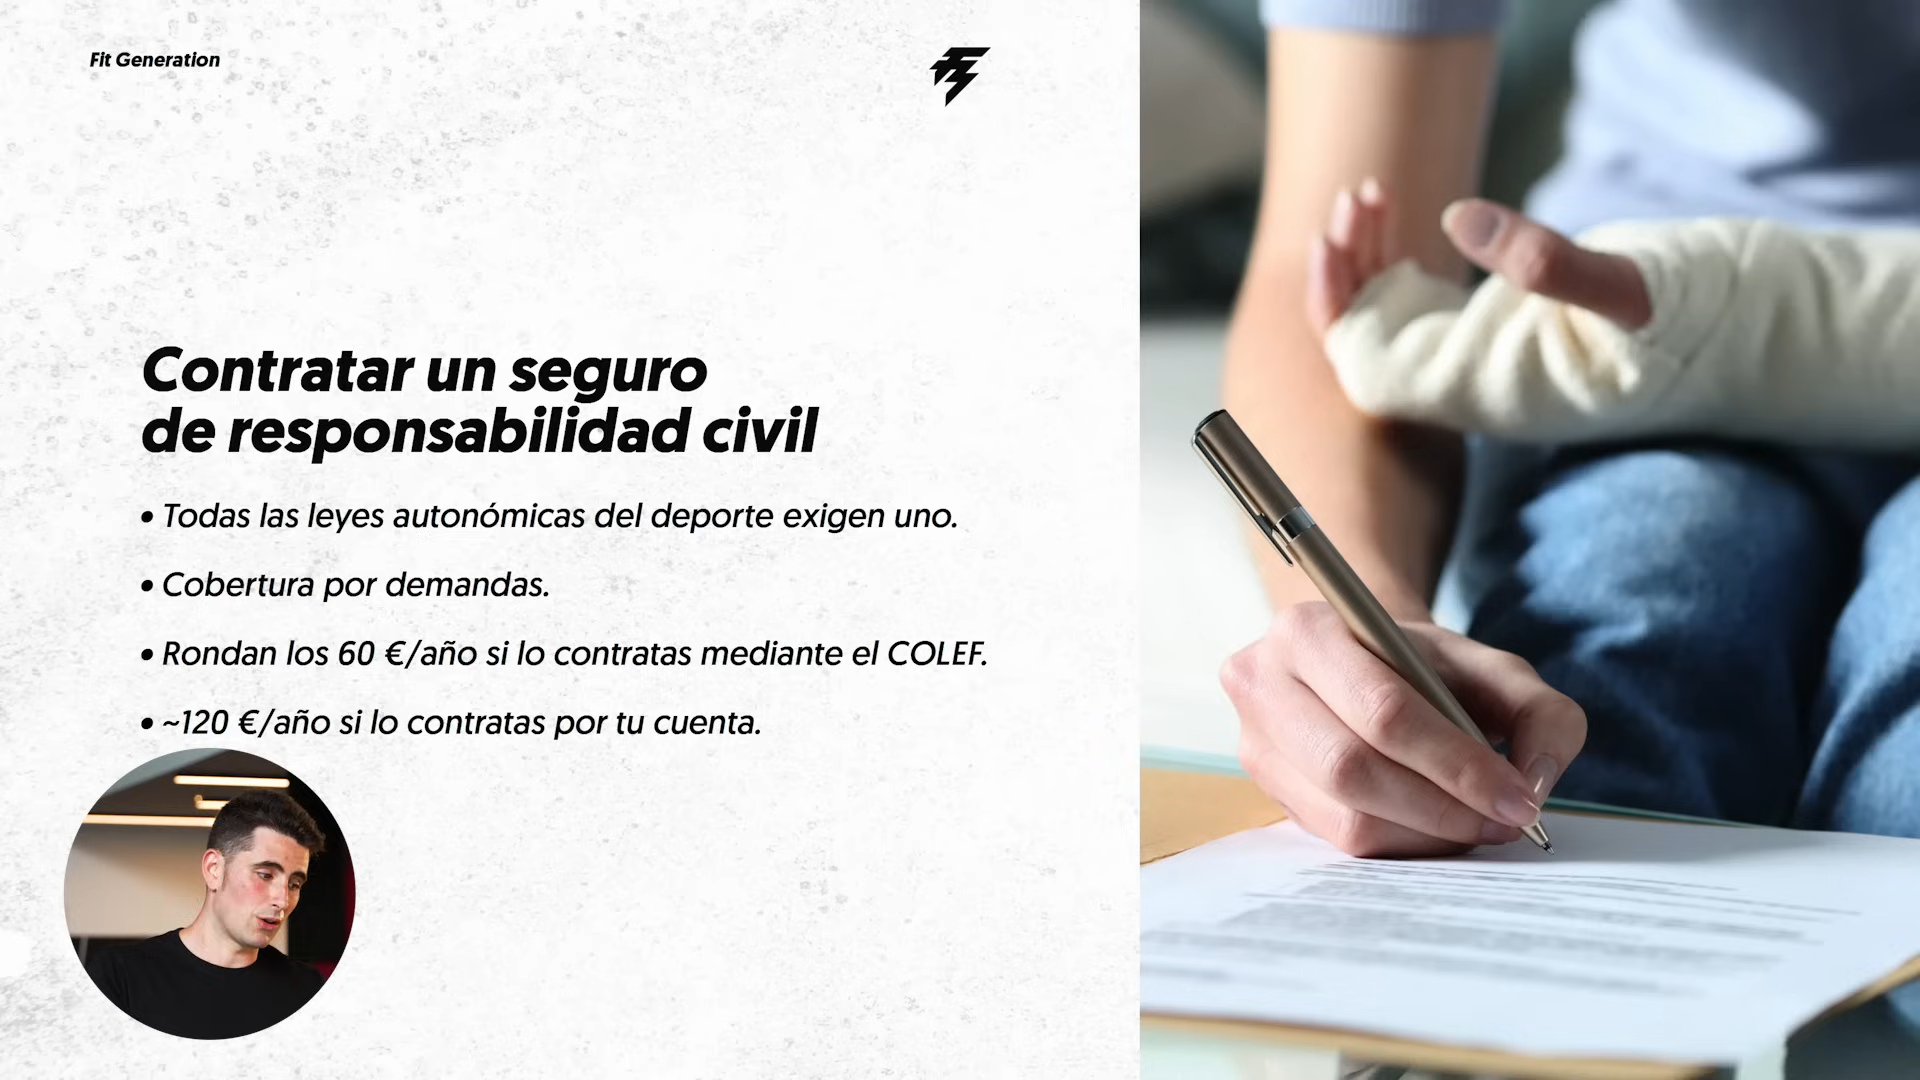 Fit Generation
Contratar un seguro
de responsabilidad civil
• Todas las leyes autonómicas del deporte exigen uno.
• Cobertura por demandas.
• Rondan los 60 €/año si lo contratas mediante el COLEF.
• ~120 €/año si lo contratas por tu cuenta.